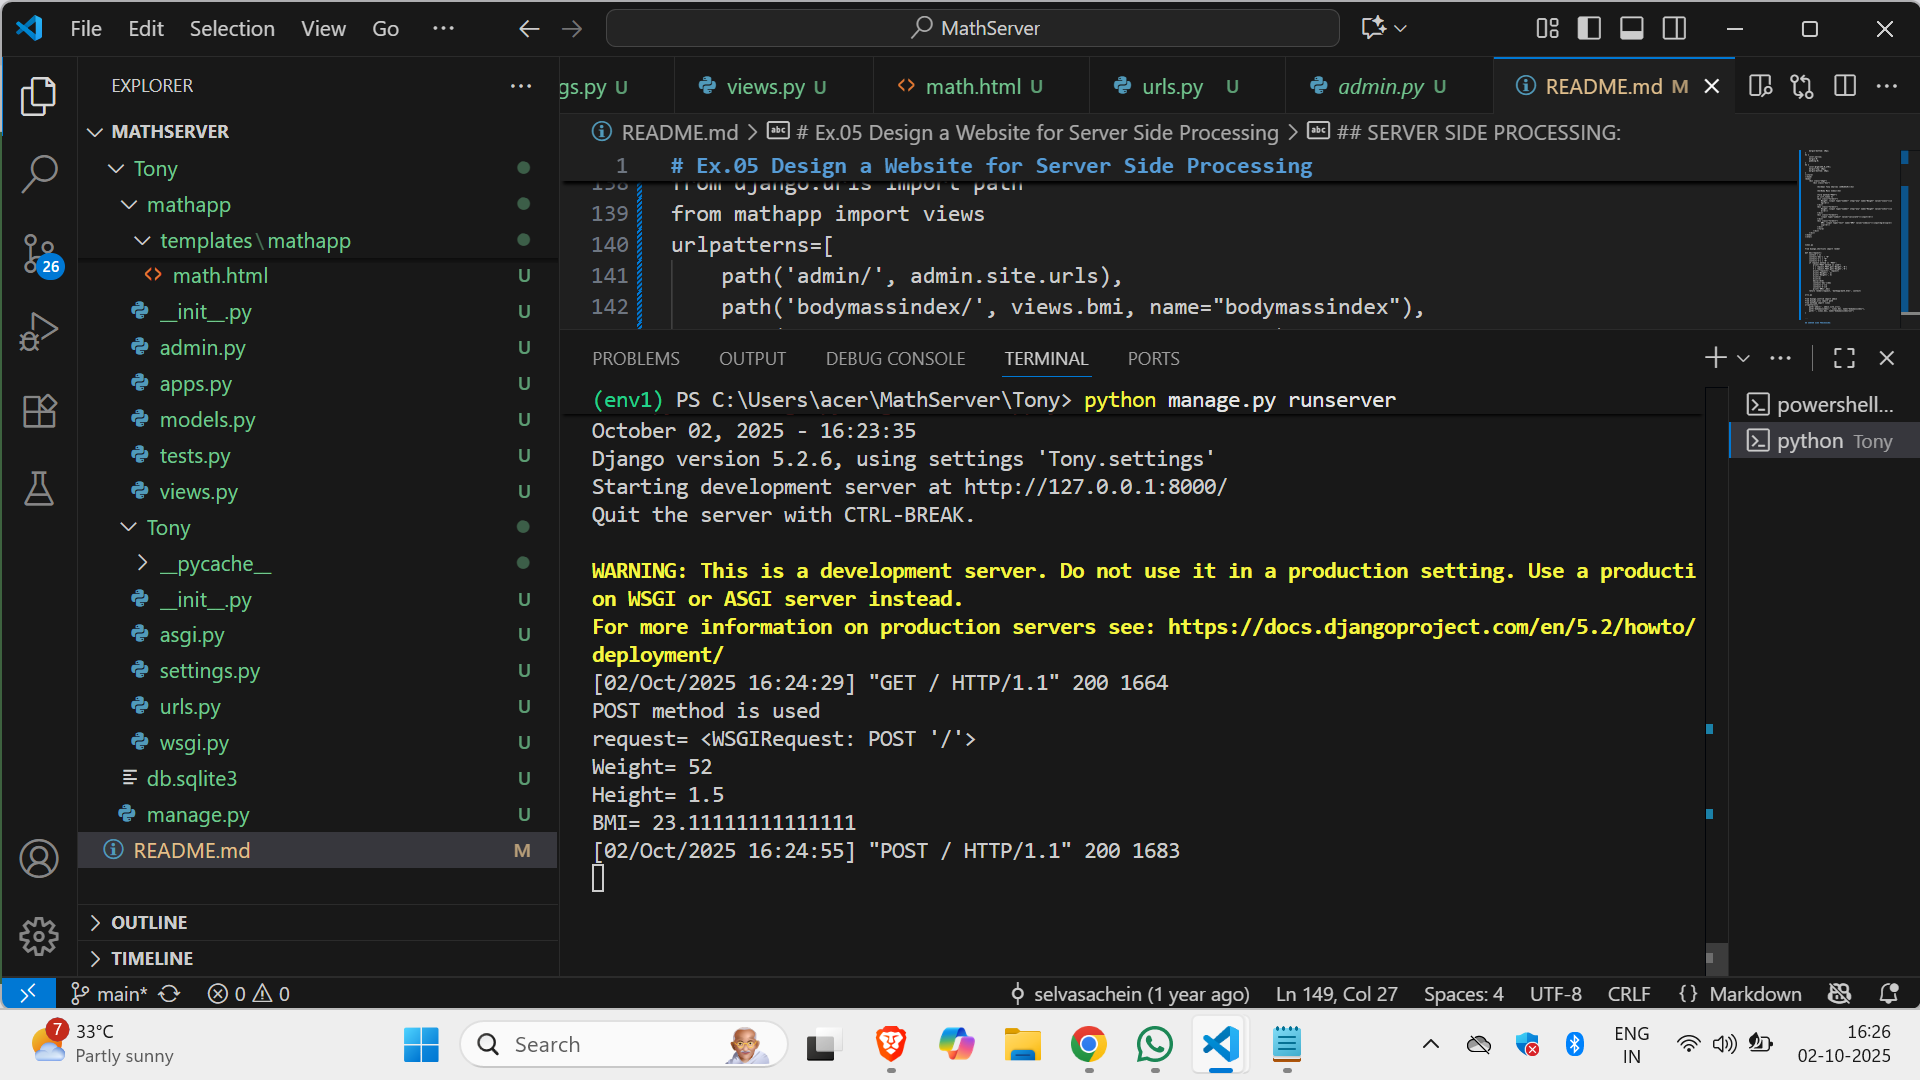 File Edit Selection View Go ··· MathServer
EXPLORER
MATHSERVER
Tony
mathapp
templates\mathapp
math.html U
__init__.py U
admin.py U
apps.py U
models.py U
tests.py U
views.py U
Tony
__pycache__
__init__.py U
asgi.py U
settings.py U
urls.py U
wsgi.py U
db.sqlite3 U
manage.py U
README.md M
OUTLINE
TIMELINE
26
gs.py U views.py U math.html U urls.py U admin.py U README.md M
README.md > # Ex.05 Design a Website for Server Side Processing > ## SERVER SIDE PROCESSING:
1 # Ex.05 Design a Website for Server Side Processing
138 from django.urls import path
139 from mathapp import views
140 urlpatterns=[
141 path('admin/', admin.site.urls),
142 path('bodymassindex/', views.bmi, name="bodymassindex"),
PROBLEMS OUTPUT DEBUG CONSOLE TERMINAL PORTS
(env1) PS C:\Users\acer\MathServer\Tony> python manage.py runserver
October 02, 2025 - 16:23:35
Django version 5.2.6, using settings 'Tony.settings'
Starting development server at http://127.0.0.1:8000/
Quit the server with CTRL-BREAK.
WARNING: This is a development server. Do not use it in a production setting. Use a producti
on WSGI or ASGI server instead.
For more information on production servers see: https://docs.djangoproject.com/en/5.2/howto/
deployment/
[02/Oct/2025 16:24:29] "GET / HTTP/1.1" 200 1664
POST method is used
request= <WSGIRequest: POST '/'>
Weight= 52
Height= 1.5
BMI= 23.11111111111111
[02/Oct/2025 16:24:55] "POST / HTTP/1.1" 200 1683
powershell...
python Tony
main* 0 0 selvasachein (1 year ago) Ln 149, Col 27 Spaces: 4 UTF-8 CRLF {} Markdown
7 33°C
Partly sunny
Search
ENG
IN
16:26
02-10-2025